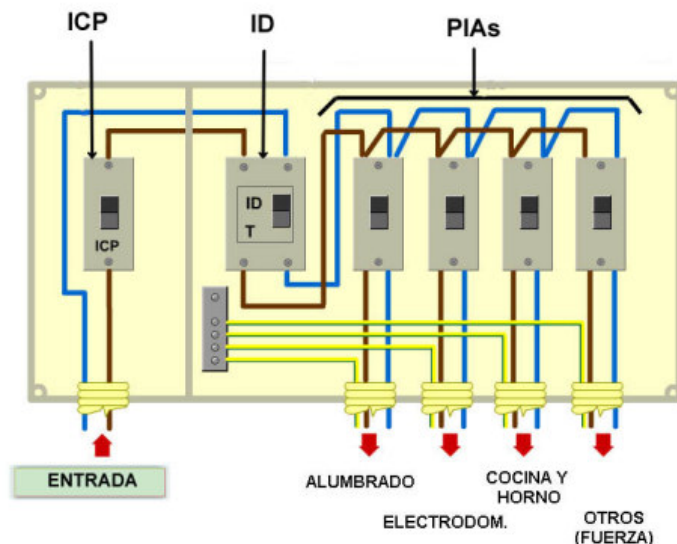 ICP
ID
PIAs
ID
T
ICP
ENTRADA
ALUMBRADO
ELECTRODOM.
COCINA Y
HORNO
OTROS
(FUERZA)